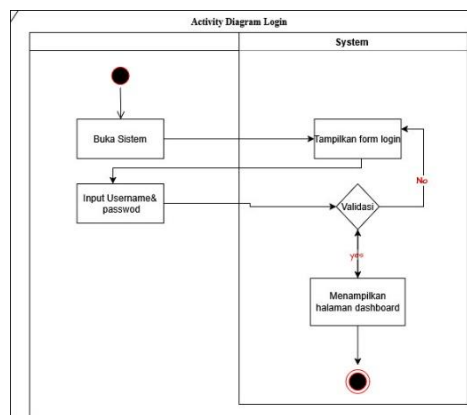 Activity Diagram Login
System
Buka Sistem
Tampilkan form login
Input Username&
passwod
Validasi
No
yes
Menampilkan
halaman dashboard